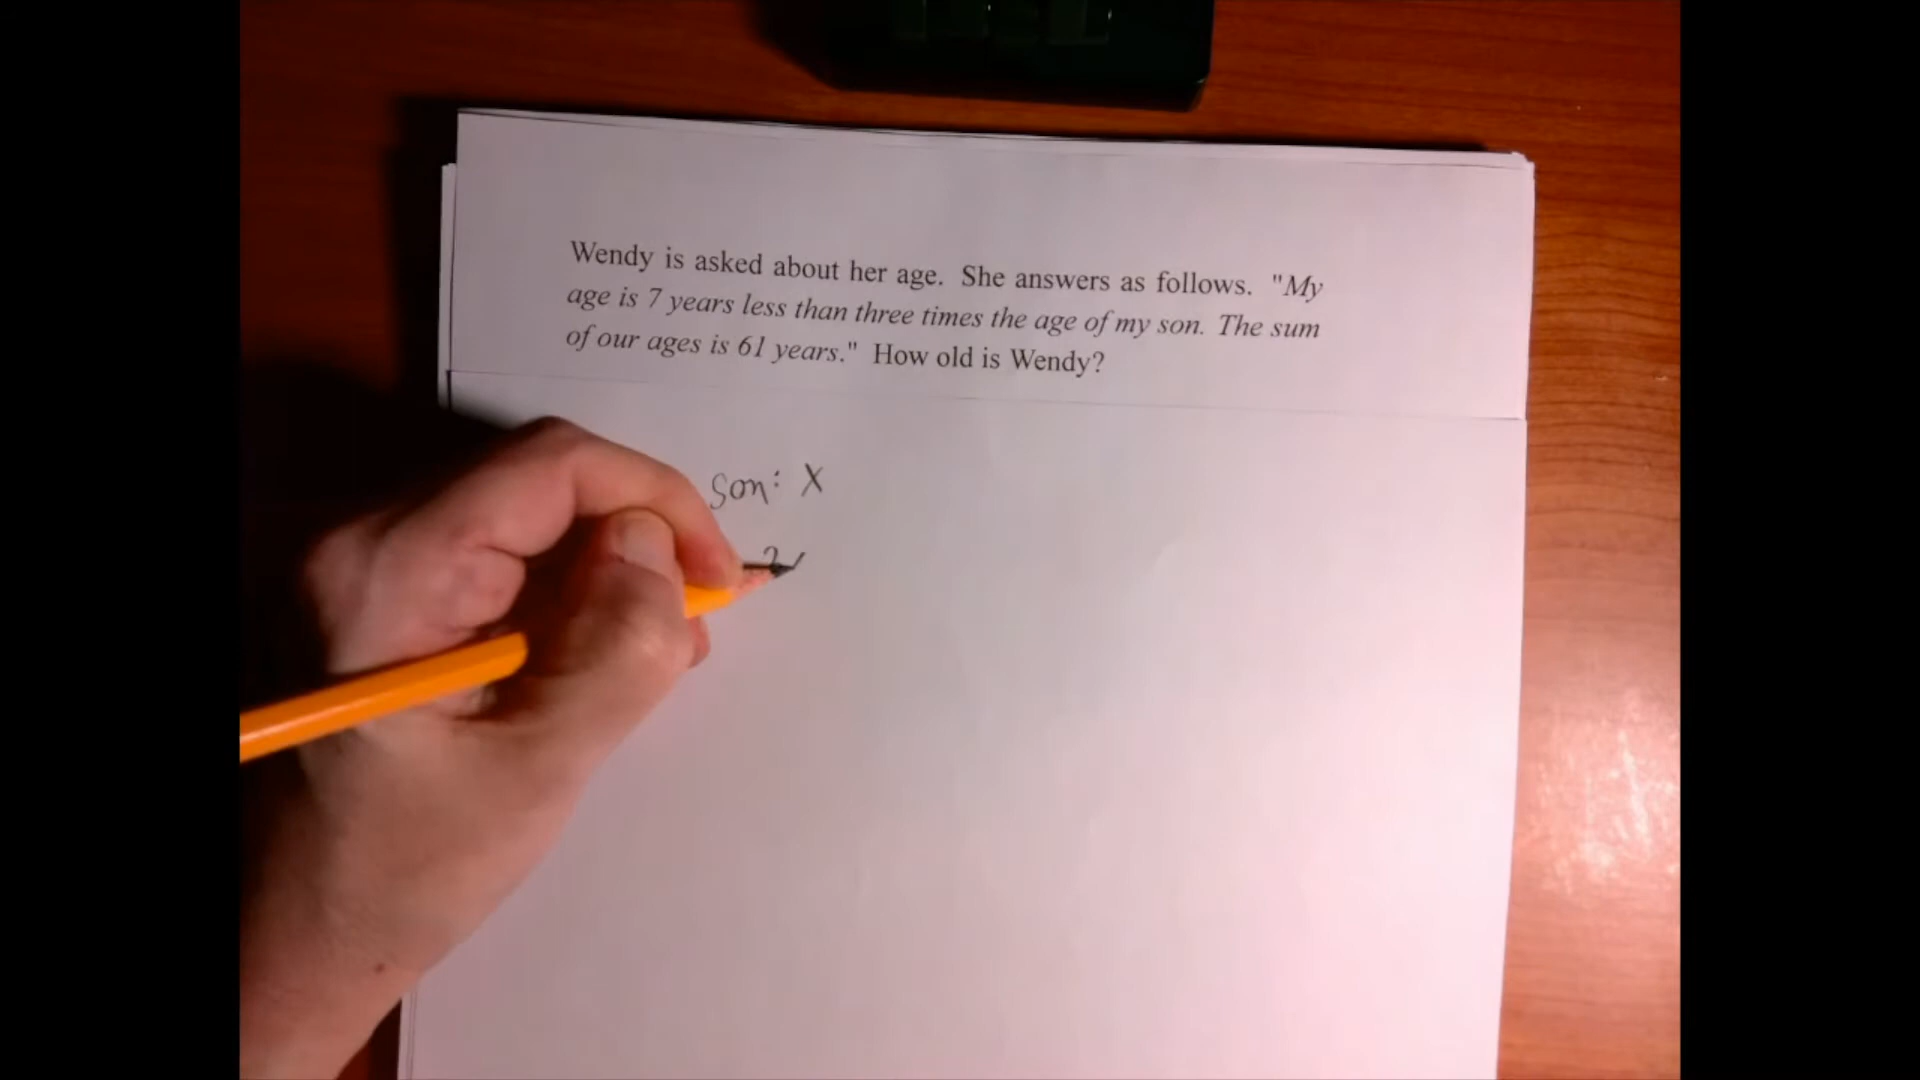 Wendy is asked about her age. She answers as follows. "My
age is 7 years less than three times the age of my son. The sum
of our ages is 61 years." How old is Wendy?
son: X